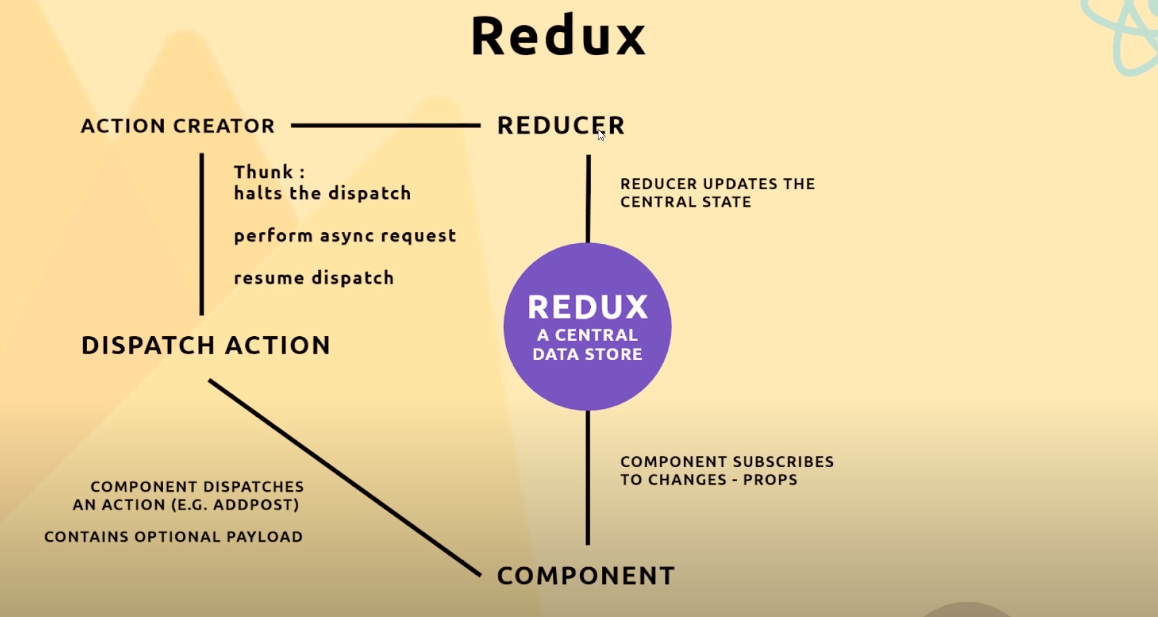 Redux
ACTION CREATOR
REDUCER
Thunk :
halts the dispatch
perform async request
resume dispatch
REDUCER UPDATES THE
CENTRAL STATE
REDUX
A CENTRAL
DATA STORE
DISPATCH ACTION
COMPONENT DISPATCHES
AN ACTION (E.G. ADDPOST)
CONTAINS OPTIONAL PAYLOAD
COMPONENT SUBSCRIBES
TO CHANGES - PROPS
COMPONENT